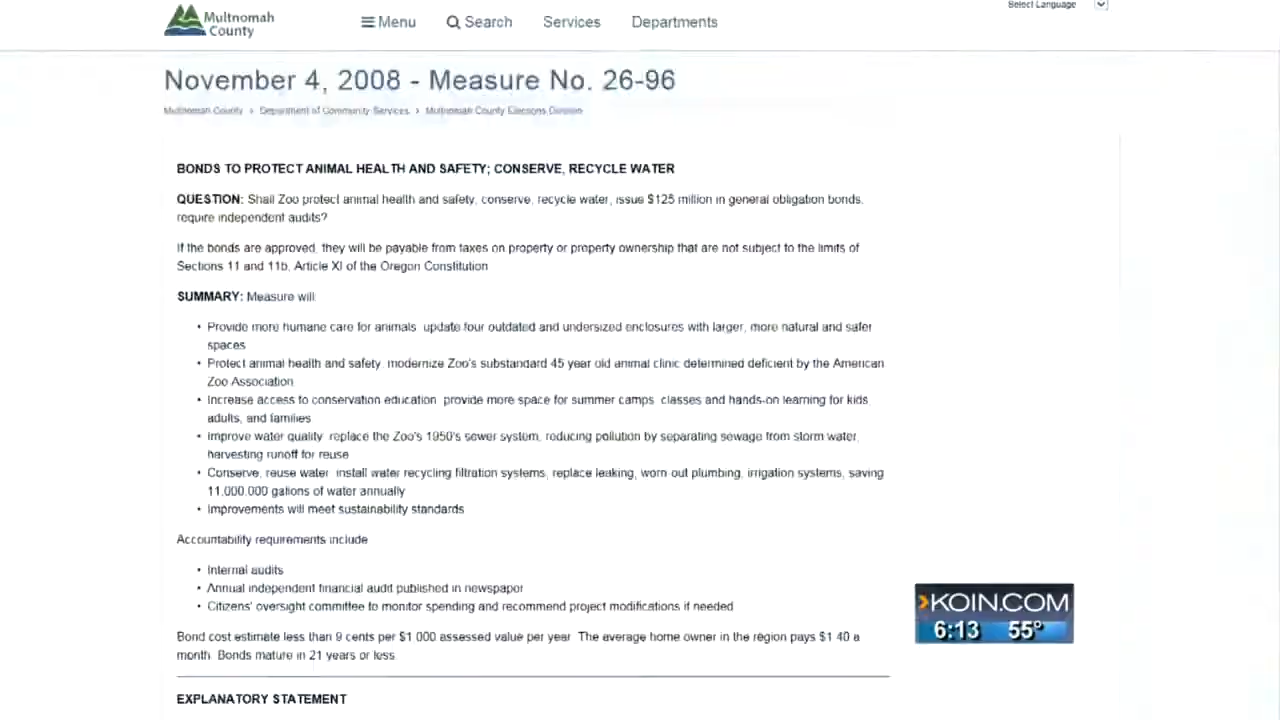 Multnomah
County
Menu
Search
Services
Departments
Select Language
November 4, 2008 - Measure No. 26-96
Multnomah County > Department of Community Services > Multnomah County Elections Division
BONDS TO PROTECT ANIMAL HEALTH AND SAFETY; CONSERVE, RECYCLE WATER
QUESTION: Shall Zoo protect animal health and safety, conserve, recycle water, issue $125 million in general obligation bonds,
require independent audits?
If the bonds are approved, they will be payable from taxes on property or property ownership that are not subject to the limits of
Sections 11 and 11b, Article XI of the Oregon Constitution
SUMMARY: Measure will
• Provide more humane care for animals update four outdated and undersized enclosures with larger, more natural and safer
spaces
• Protect animal health and safety modernize Zoo's substandard 45 year old animal clinic determined deficient by the American
Zoo Association
• Increase access to conservation education provide more space for summer camps classes and hands-on learning for kids
adults, and families
• Improve water quality replace the Zoo's 1950's sewer system, reducing pollution by separating sewage from storm water,
harvesting runoff for reuse
• Conserve, reuse water install water recycling filtration systems, replace leaking, worn out plumbing, irrigation systems, saving
11,000,000 gallons of water annually
• Improvements will meet sustainability standards
Accountability requirements include
• Internal audits
• Annual independent financial audit published in newspaper
• Citizens' oversight committee to monitor spending and recommend project modifications if needed
Bond cost estimate less than 9 cents per $1 000 assessed value per year The average home owner in the region pays $1 40 a
month Bonds mature in 21 years or less
KOIN.COM
6:13 55°
EXPLANATORY STATEMENT